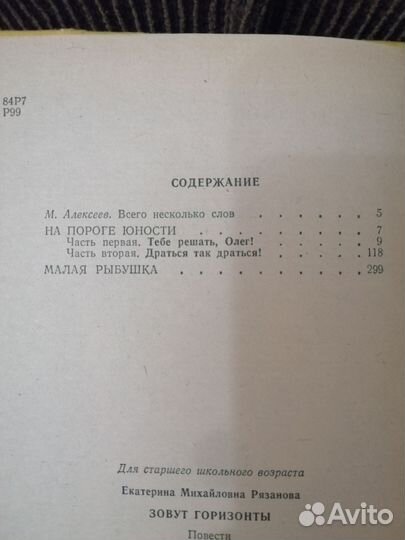 84Р7
Р99
СОДЕРЖАНИЕ
М. Алексеев. Всего несколько слов . . . . . . . 5
НА ПОРОГЕ ЮНОСТИ . . . . . . . . 7
Часть первая. Тебе решать, Олег! . . . . . . 9
Часть вторая. Драться так драться! . . . . . 118
МАЛАЯ РЫБУШКА . . . . . . . . . 299
Для старшего школьного возраста
Екатерина Михайловна Рязанова
ЗОВУТ ГОРИЗОНТЫ
Повести
Avito